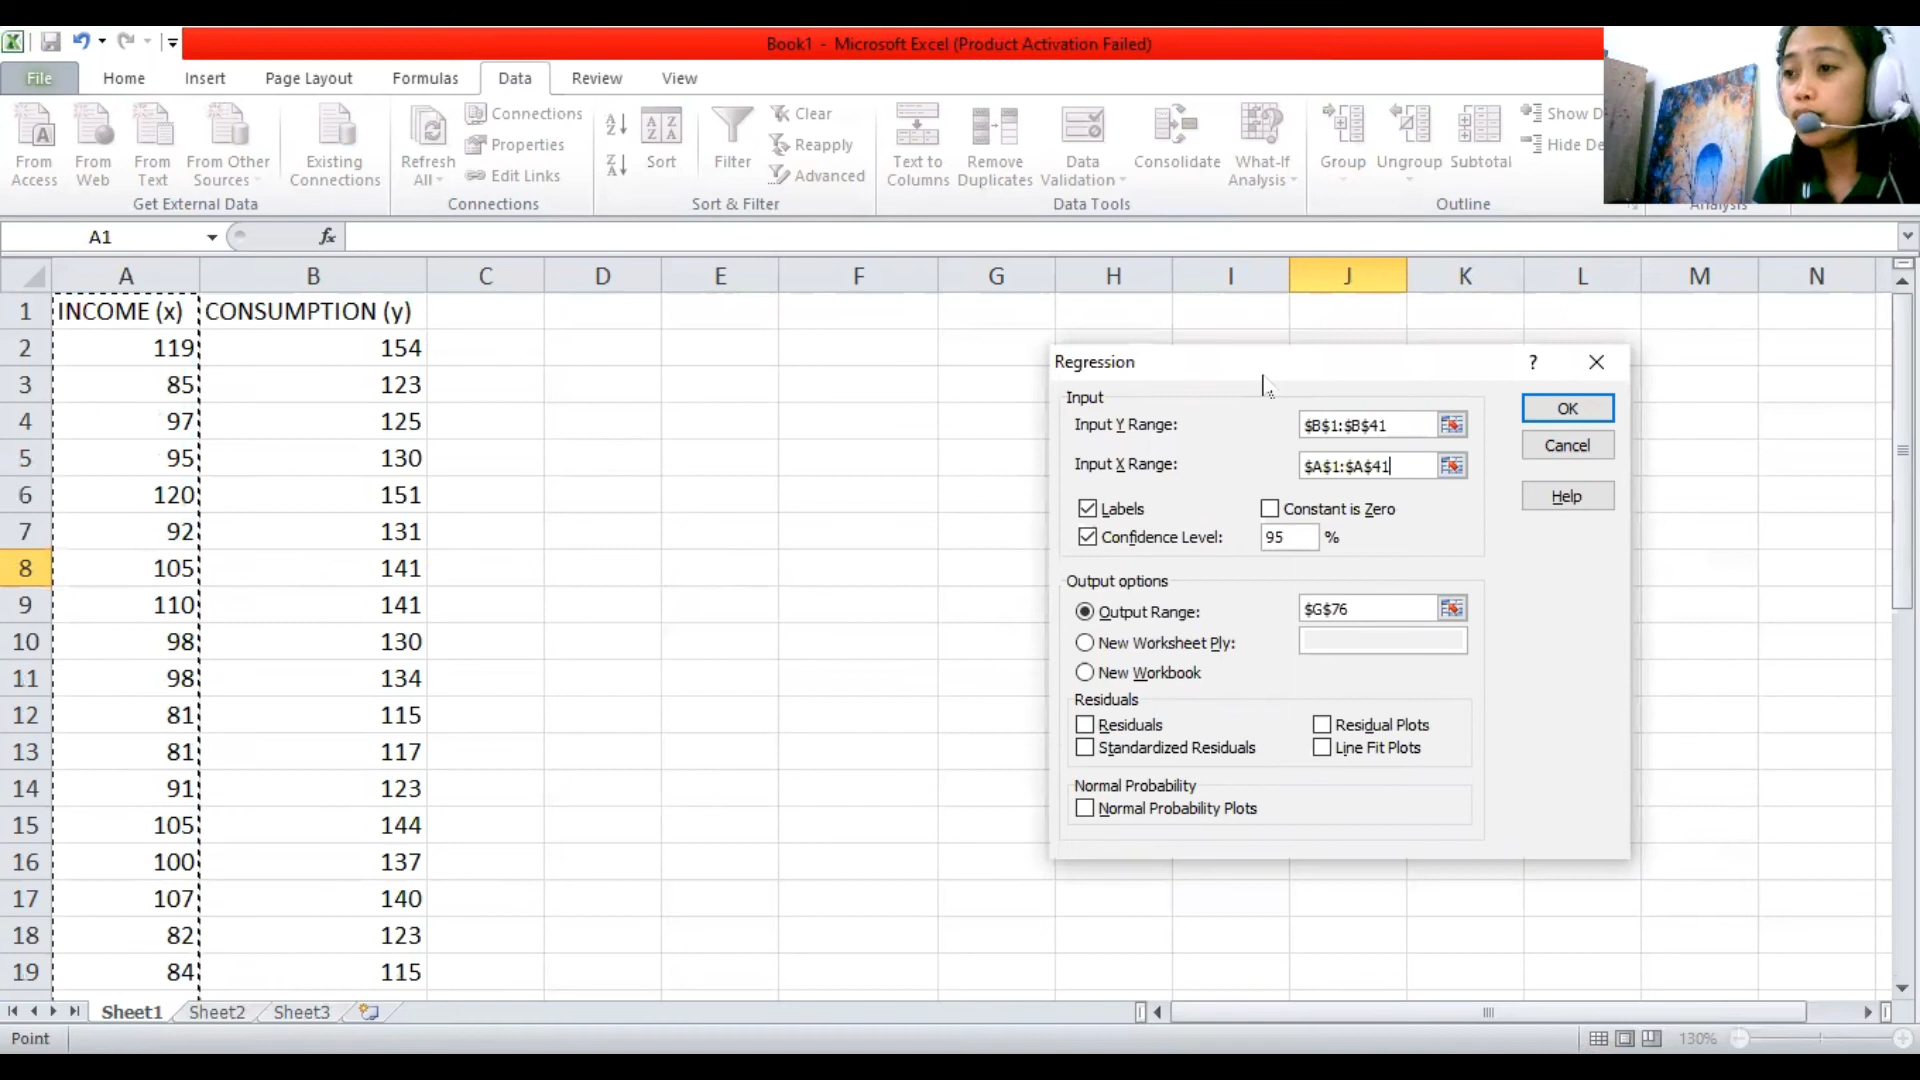 Book1 - Microsoft Excel (Product Activation Failed)
File Home Insert Page Layout Formulas Data Review View
From Access
From Web
From Text
From Other Sources
Existing Connections
Get External Data
Refresh All
Connections
Properties
Edit Links
Connections
Sort
Filter
Clear
Reapply
Advanced
Sort & Filter
Text to Columns
Remove Duplicates
Data Validation
Consolidate
What-If Analysis
Data Tools
Group
Ungroup
Subtotal
Show D
Hide De
Outline
Analysis
A1 fx
A B C D E F G H I J K L M N
1 INCOME (x) CONSUMPTION (y)
2 119 154
3 85 123
4 97 125
5 95 130
6 120 151
7 92 131
8 105 141
9 110 141
10 98 130
11 98 134
12 81 115
13 81 117
14 91 123
15 105 144
16 100 137
17 107 140
18 82 123
19 84 115
Regression ?
Input
Input Y Range: $B$1:$B$41
Input X Range: $A$1:$A$41
Labels Constant is Zero
Confidence Level: 95 %
OK
Cancel
Help
Output options
Output Range: $G$76
New Worksheet Ply:
New Workbook
Residuals
Residuals Residual Plots
Standardized Residuals Line Fit Plots
Normal Probability
Normal Probability Plots
Sheet1 Sheet2 Sheet3
Point 130%